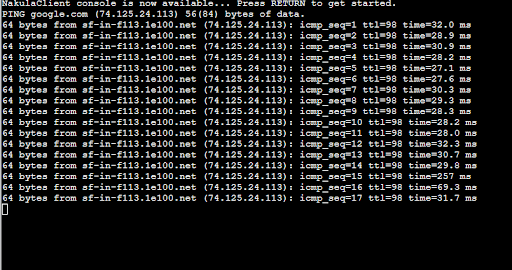 NakulaClient console is now available... Press RETURN to get started.
PING google.com (74.125.24.113) 56(84) bytes of data.
64 bytes from sf-in-f113.1e100.net (74.125.24.113): icmp_seq=1 ttl=98 time=32.0 ms
64 bytes from sf-in-f113.1e100.net (74.125.24.113): icmp_seq=2 ttl=98 time=28.9 ms
64 bytes from sf-in-f113.1e100.net (74.125.24.113): icmp_seq=3 ttl=98 time=30.9 ms
64 bytes from sf-in-f113.1e100.net (74.125.24.113): icmp_seq=4 ttl=98 time=28.2 ms
64 bytes from sf-in-f113.1e100.net (74.125.24.113): icmp_seq=5 ttl=98 time=27.1 ms
64 bytes from sf-in-f113.1e100.net (74.125.24.113): icmp_seq=6 ttl=98 time=27.6 ms
64 bytes from sf-in-f113.1e100.net (74.125.24.113): icmp_seq=7 ttl=98 time=30.3 ms
64 bytes from sf-in-f113.1e100.net (74.125.24.113): icmp_seq=8 ttl=98 time=29.3 ms
64 bytes from sf-in-f113.1e100.net (74.125.24.113): icmp_seq=9 ttl=98 time=28.3 ms
64 bytes from sf-in-f113.1e100.net (74.125.24.113): icmp_seq=10 ttl=98 time=28.2 ms
64 bytes from sf-in-f113.1e100.net (74.125.24.113): icmp_seq=11 ttl=98 time=28.0 ms
64 bytes from sf-in-f113.1e100.net (74.125.24.113): icmp_seq=12 ttl=98 time=32.3 ms
64 bytes from sf-in-f113.1e100.net (74.125.24.113): icmp_seq=13 ttl=98 time=30.7 ms
64 bytes from sf-in-f113.1e100.net (74.125.24.113): icmp_seq=14 ttl=98 time=29.8 ms
64 bytes from sf-in-f113.1e100.net (74.125.24.113): icmp_seq=15 ttl=98 time=257 ms
64 bytes from sf-in-f113.1e100.net (74.125.24.113): icmp_seq=16 ttl=98 time=69.3 ms
64 bytes from sf-in-f113.1e100.net (74.125.24.113): icmp_seq=17 ttl=98 time=31.7 ms